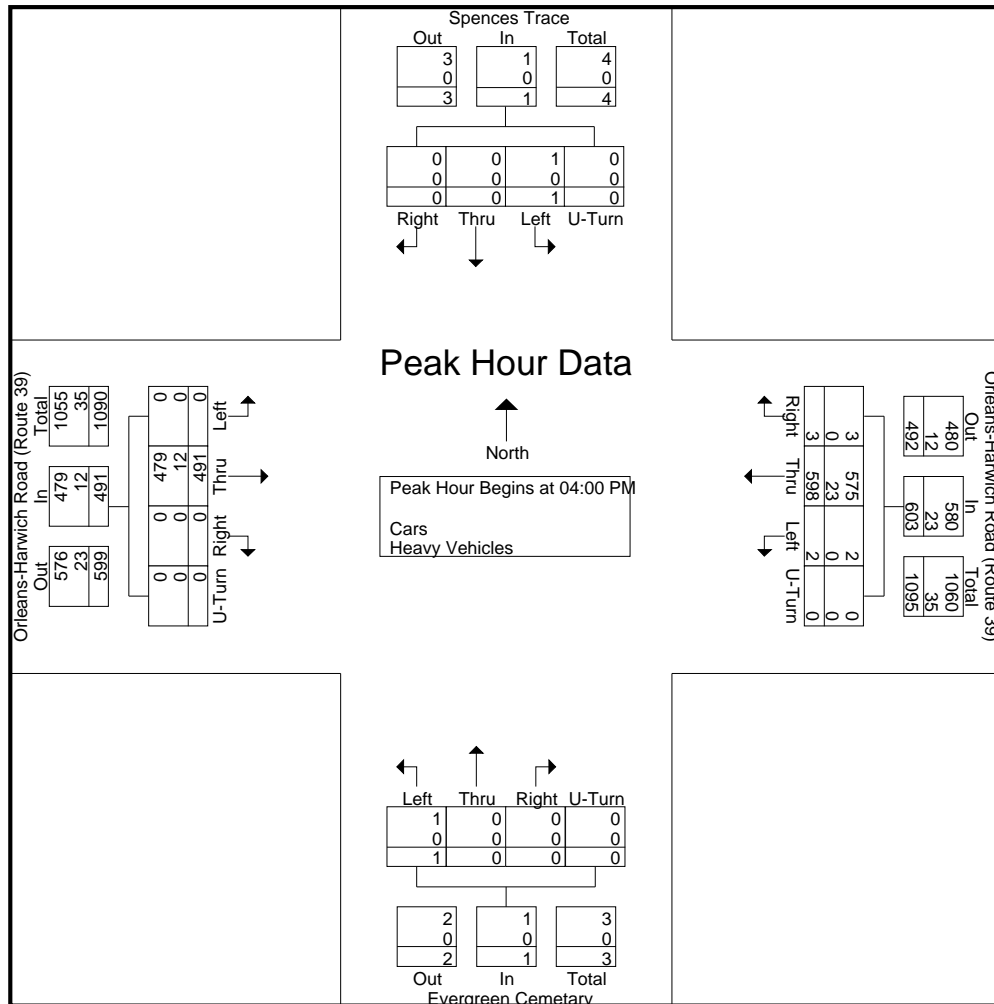 Spences Trace
Out In Total
3 1 4
0 0 0
3 1 4
0 0 1 0
0 0 0 0
0 0 1 0
Right Thru Left U-Turn
Peak Hour Data
North
Peak Hour Begins at 04:00 PM
Cars
Heavy Vehicles
Orleans-Harwich Road (Route 39)
Out In Total
576 479 1055
23 12 35
599 491 1090
0 0 479 0
0 0 12 0
0 0 491 0
U-Turn Right Thru Left
Orleans-Harwich Road (Route 39)
Out In Total
480 580 1060
12 23 35
492 603 1095
3 575 2 0
0 23 0 0
3 598 2 0
Right Thru Left U-Turn
Left Thru Right U-Turn
1 0 0 0
0 0 0 0
1 0 0 0
2 1 3
0 0 0
2 1 3
Out In Total
Evergreen Cemetary